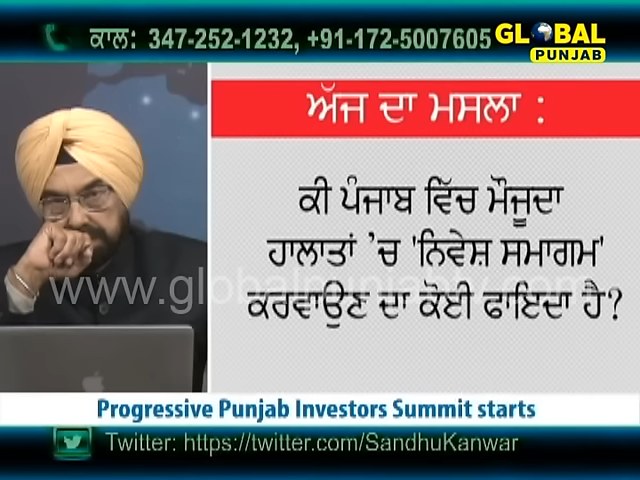 ਕਾਲ: 347-252-1232, +91-172-5007605
GLOBAL
PUNJAB
ਅੱਜ ਦਾ ਮਸਲਾ :
ਕੀ ਪੰਜਾਬ ਵਿੱਚ ਮੌਜੂਦਾ
ਹਾਲਾਤਾਂ 'ਚ 'ਨਿਵੇਸ਼ ਸਮਾਗਮ'
ਕਰਵਾਉਣ ਦਾ ਕੋਈ ਫਾਇਦਾ ਹੈ?
Progressive Punjab Investors Summit starts
Twitter: https://twitter.com/SandhuKanwar